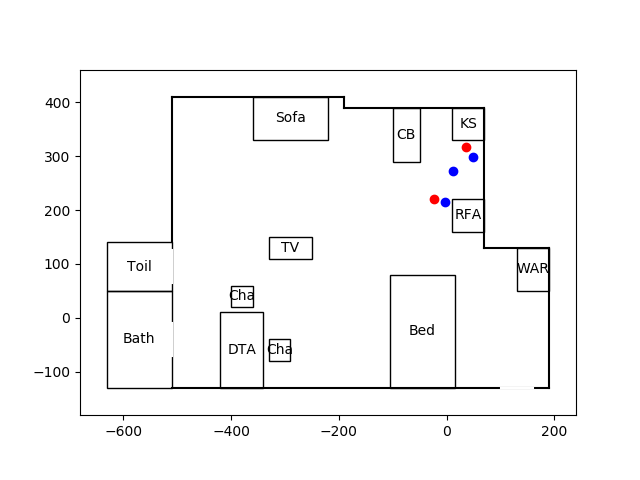 400
300
200
100
0
−100
−600
−400
−200
0
200
Sofa
CB
KS
RFA
TV
Toil
WAR
Cha
Bath
DTA
Cha
Bed